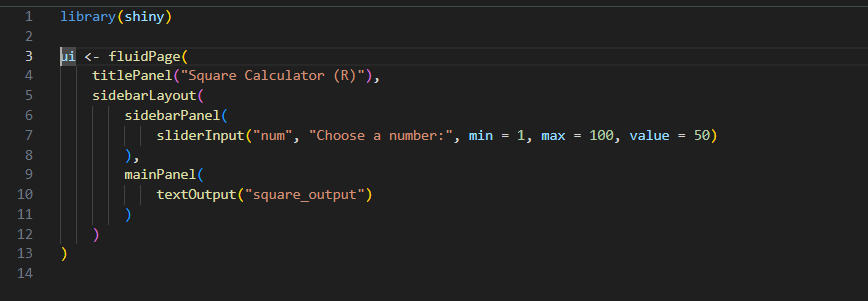 1 library(shiny)
2
3 ui <- fluidPage(
4     titlePanel("Square Calculator (R)"),
5     sidebarLayout(
6         sidebarPanel(
7             sliderInput("num", "Choose a number:", min = 1, max = 100, value = 50)
8         ),
9         mainPanel(
10             textOutput("square_output")
11         )
12     )
13 )
14